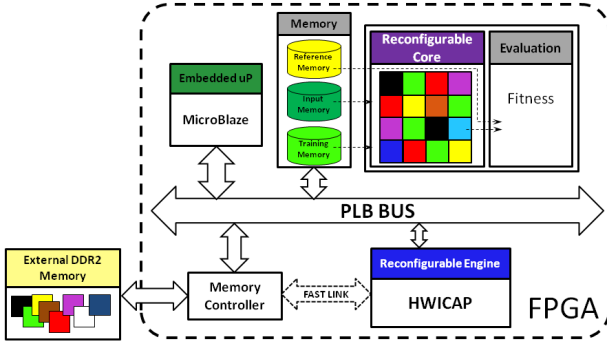 Memory
Reference
Memory
Input
Memory
Training
Memory
Reconfigurable
Core
Evaluation
Fitness
Embedded uP
MicroBlaze
PLB BUS
External DDR2
Memory
Memory
Controller
FAST LINK
Reconfigurable Engine
HWICAP
FPGA